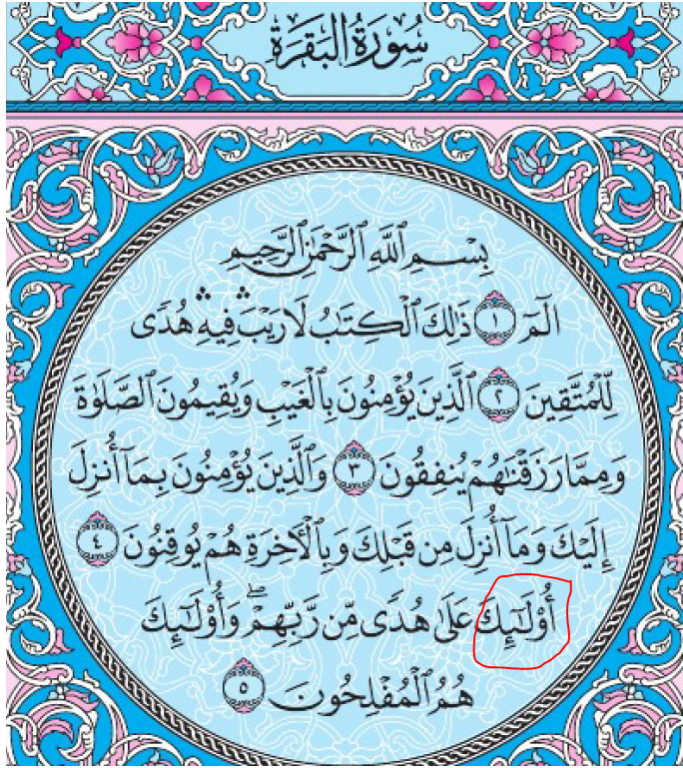 سُورَةُ الْبَقَرَةِ
بِسْمِ ٱللَّهِ ٱلرَّحْمَٰنِ ٱلرَّحِيمِ
الٓمٓ ١ ذَٰلِكَ ٱلْكِتَٰبُ لَا رَيْبَ ۛ فِيهِ ۛ هُدًى
لِّلْمُتَّقِينَ ٢ ٱلَّذِينَ يُؤْمِنُونَ بِٱلْغَيْبِ وَيُقِيمُونَ ٱلصَّلَوٰةَ
وَمِمَّا رَزَقْنَٰهُمْ يُنفِقُونَ ٣ وَٱلَّذِينَ يُؤْمِنُونَ بِمَآ أُنزِلَ
إِلَيْكَ وَمَآ أُنزِلَ مِن قَبْلِكَ وَبِٱلْأَخِرَةِ هُمْ يُوقِنُونَ ٤
أُو۟لَٰٓئِكَ عَلَىٰ هُدًى مِّن رَّبِّهِمْ ۖ وَأُو۟لَٰٓئِكَ
هُمُ ٱلْمُفْلِحُونَ ٥